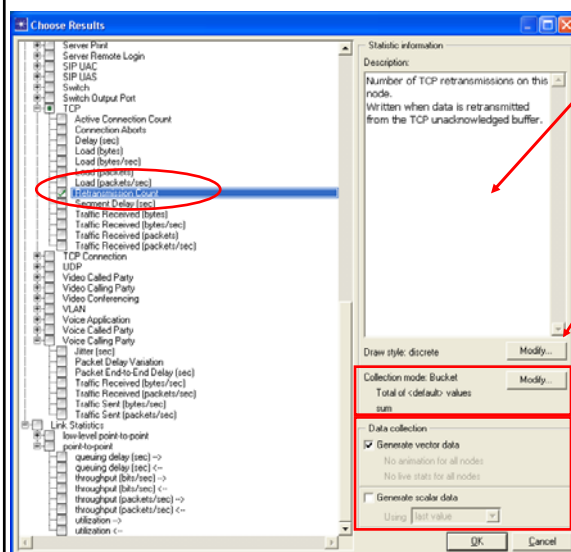 Choose Results
Server Print
Server Remote Login
SIP UAC
SIP UAS
Switch
Switch Output Port
TCP
Active Connection Count
Connection Aborts
Delay (sec)
Load (bytes)
Load (bytes/sec)
Load (packets)
Load (packets/sec)
Retransmission Count
Segment Delay (sec)
Traffic Received (bytes)
Traffic Received (bytes/sec)
Traffic Received (packets)
Traffic Received (packets/sec)
TCP Connection
UDP
Video Called Party
Video Calling Party
Video Conferencing
VLAN
Voice Application
Voice Called Party
Voice Calling Party
Jitter (sec)
Packet Delay Variation
Packet End-to-End Delay (sec)
Traffic Received (bytes/sec)
Traffic Received (packets/sec)
Traffic Sent (bytes/sec)
Traffic Sent (packets/sec)
Link Statistics
low-level point-to-point
point-to-point
queuing delay (sec) -->
queuing delay (sec) <--
throughput (bits/sec) -->
throughput (bits/sec) <--
throughput (packets/sec) -->
throughput (packets/sec) <--
utilization -->
utilization <--
Statistic information
Description:
Number of TCP retransmissions on this
node.
Written when data is retransmitted
from the TCP unacknowledged buffer.
Draw style: discrete
Modify...
Collection mode: Bucket
Modify...
Total of <default> values
sum
Data collection
Generate vector data
No animation for all nodes
No live stats for all nodes
Generate scalar data
Using last value
OK
Cancel